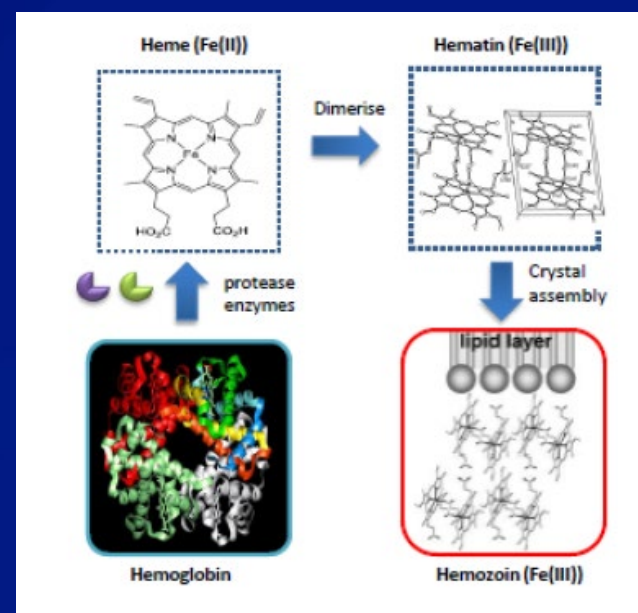 Heme (Fe(II))
Hematin (Fe(III))
Dimerise
N
N
Fe
N
N
HO₂C
CO₂H
protease
enzymes
Crystal
assembly
lipid layer
Hemoglobin
Hemozoin (Fe(III))